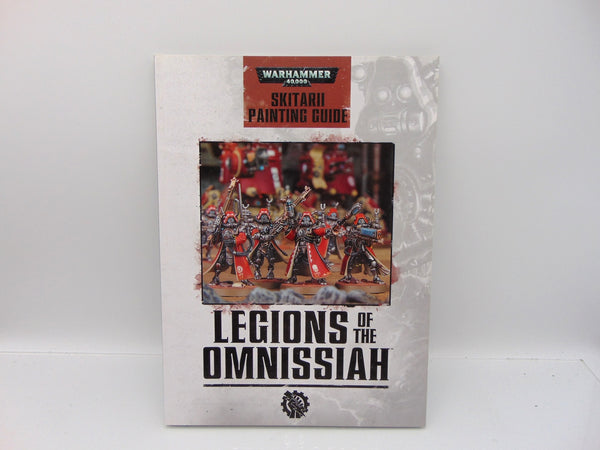 WARHAMMER
40,000
SKITARII
PAINTING GUIDE
LEGIONS OF THE
OMNISSIAH